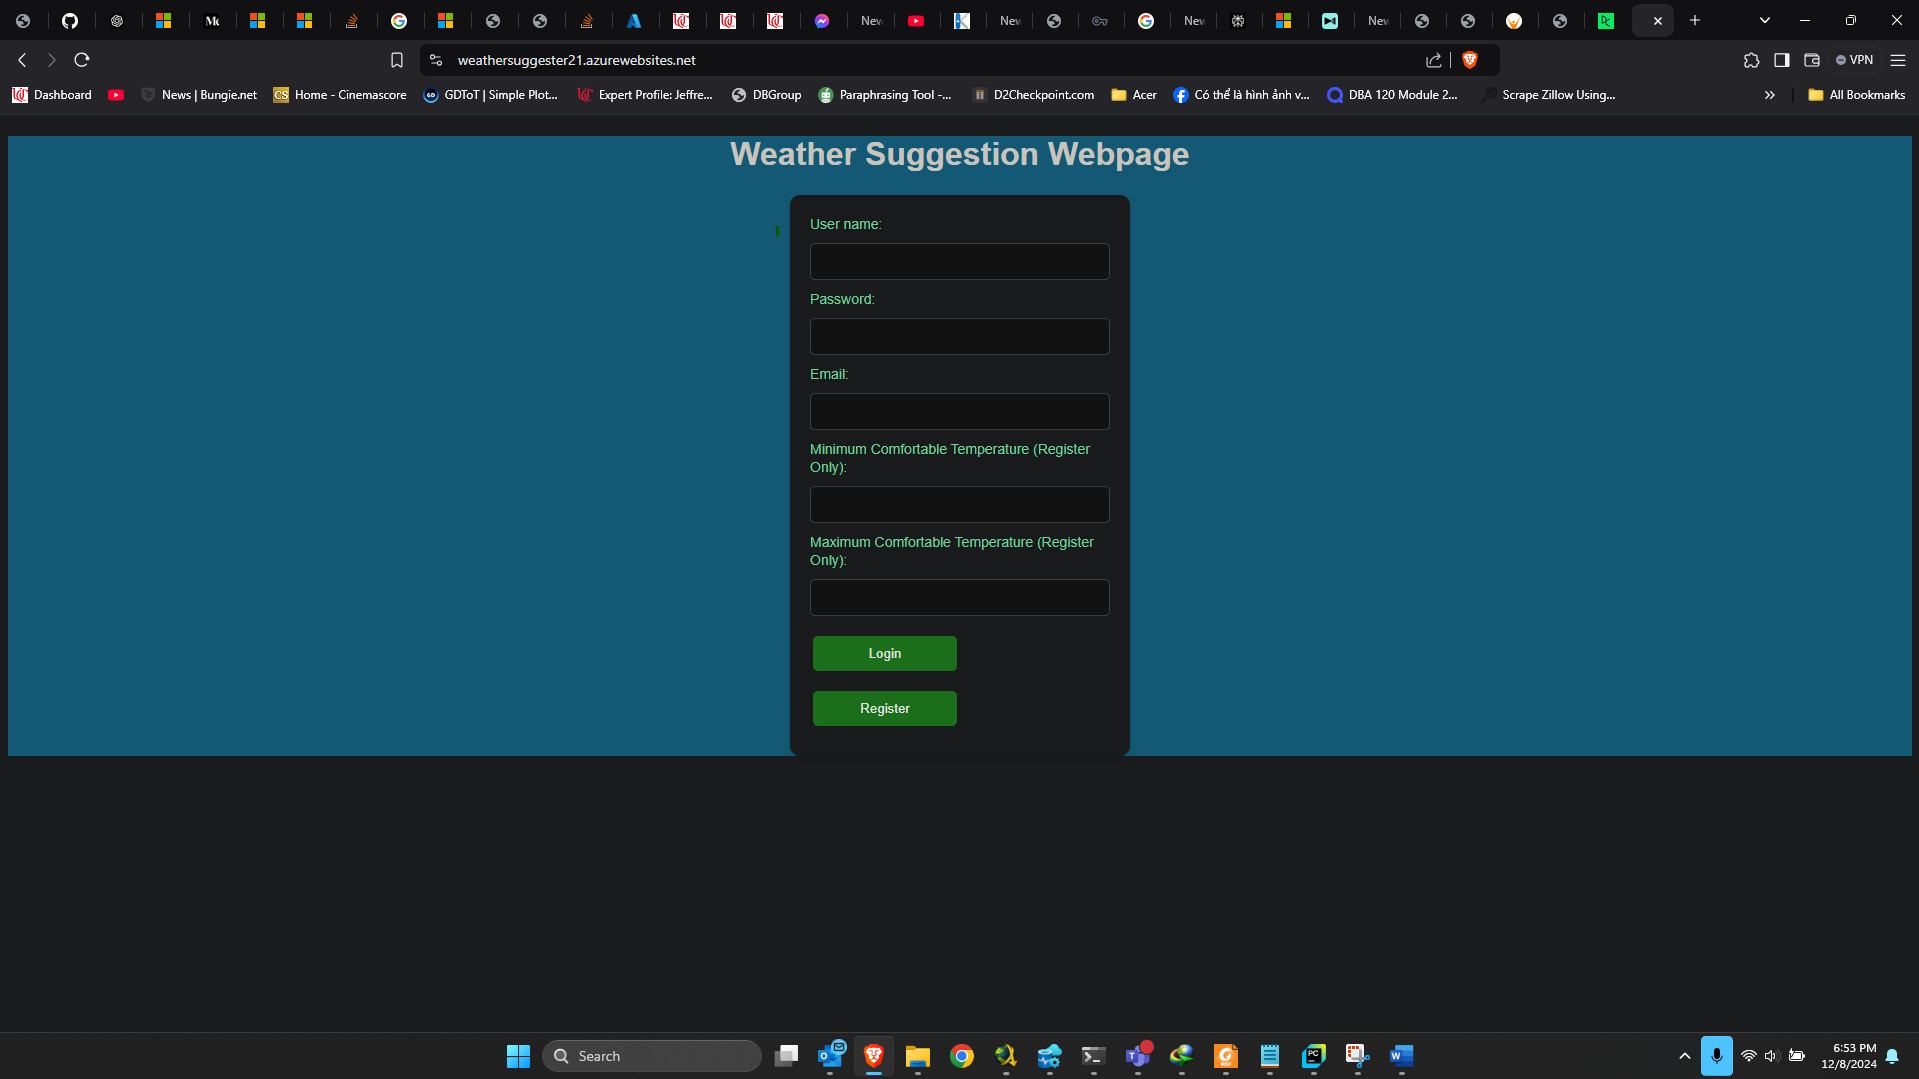 New
New
New
New
weathersuggester21.azurewebsites.net
VPN
Dashboard
News | Bungie.net
CS Home - Cinemascore
GDToT | Simple Plot...
Expert Profile: Jeffre...
DBGroup
Paraphrasing Tool -...
D2Checkpoint.com
Acer
Có thể là hình ảnh v...
DBA 120 Module 2...
Scrape Zillow Using...
All Bookmarks
Weather Suggestion Webpage
User name:
Password:
Email:
Minimum Comfortable Temperature (Register
Only):
Maximum Comfortable Temperature (Register
Only):
Login
Register
Search
6:53 PM
12/8/2024